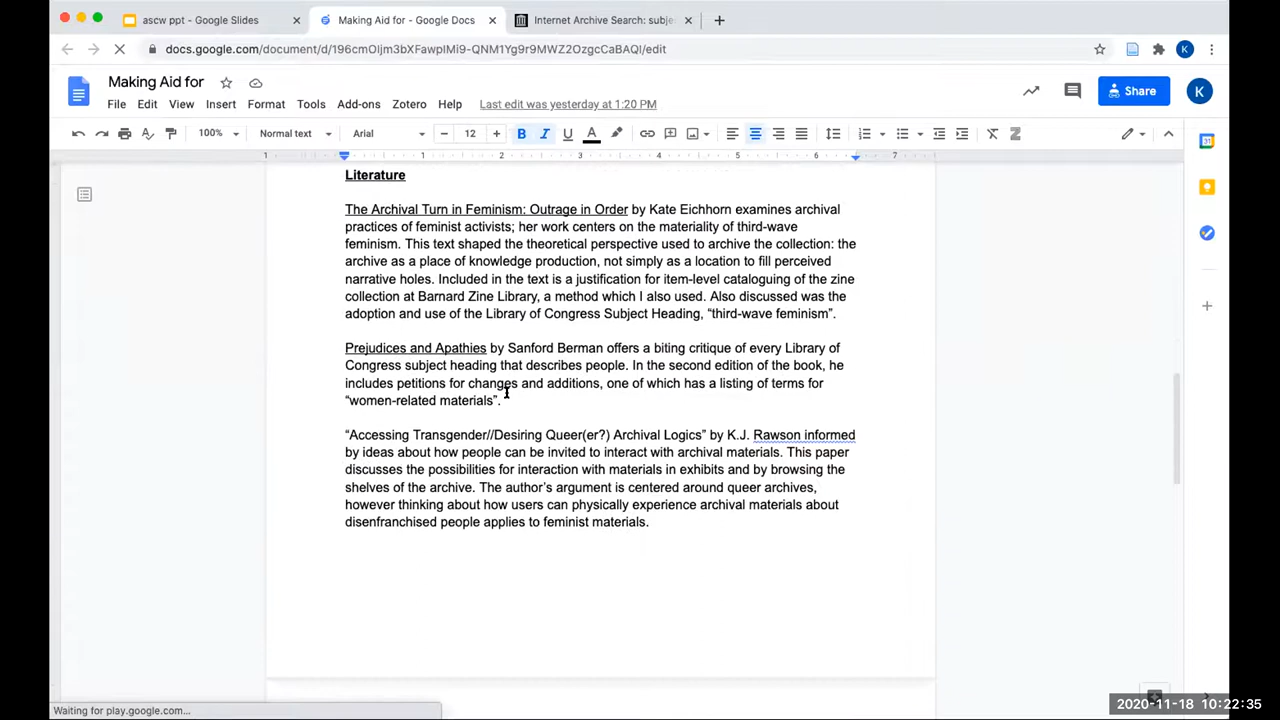 ascw ppt - Google Slides
Making Aid for - Google Docs
Internet Archive Search: subje
docs.google.com/document/d/196cmOIjm3bXFawpIMi9-QNM1Yg9r9MWZ2OzgcCaBAQI/edit
K
Making Aid for
File Edit View Insert Format Tools Add-ons Zotero Help Last edit was yesterday at 1:20 PM
Share
K
100% Normal text Arial 12 B I U A
1 1 2 3 4 5 6 7
31
Literature
The Archival Turn in Feminism: Outrage in Order by Kate Eichhorn examines archival
practices of feminist activists; her work centers on the materiality of third-wave
feminism. This text shaped the theoretical perspective used to archive the collection: the
archive as a place of knowledge production, not simply as a location to fill perceived
narrative holes. Included in the text is a justification for item-level cataloguing of the zine
collection at Barnard Zine Library, a method which I also used. Also discussed was the
adoption and use of the Library of Congress Subject Heading, “third-wave feminism”.
Prejudices and Apathies by Sanford Berman offers a biting critique of every Library of
Congress subject heading that describes people. In the second edition of the book, he
includes petitions for changes and additions, one of which has a listing of terms for
“women-related materials”.
“Accessing Transgender//Desiring Queer(er?) Archival Logics” by K.J. Rawson informed
by ideas about how people can be invited to interact with archival materials. This paper
discusses the possibilities for interaction with materials in exhibits and by browsing the
shelves of the archive. The author’s argument is centered around queer archives,
however thinking about how users can physically experience archival materials about
disenfranchised people applies to feminist materials.
Waiting for play.google.com...
2020-11-18 10:22:35